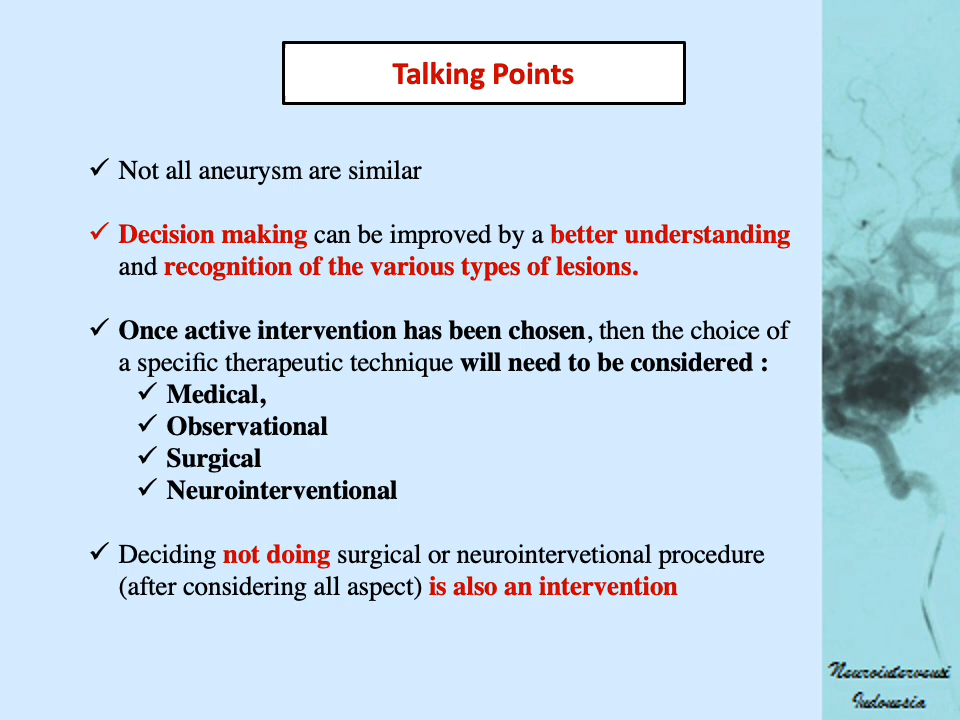 Talking Points
✓ Not all aneurysm are similar
✓ Decision making can be improved by a better understanding
and recognition of the various types of lesions.
✓ Once active intervention has been chosen, then the choice of
a specific therapeutic technique will need to be considered :
✓ Medical,
✓ Observational
✓ Surgical
✓ Neurointerventional
✓ Deciding not doing surgical or neurointervetional procedure
(after considering all aspect) is also an intervention
Neurointervensi
Indonesia